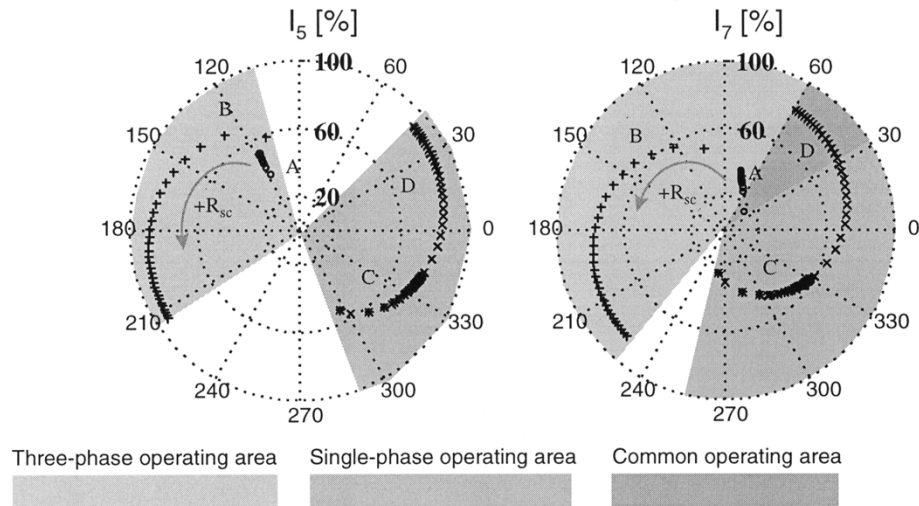 I5 [%]
100
60
20
0
30
60
120
150
180
210
240
270
300
330
A
B
C
D
+Rsc
I7 [%]
100
60
20
0
30
60
120
150
180
210
240
270
300
330
A
B
C
D
+Rsc
Three-phase operating area
Single-phase operating area
Common operating area